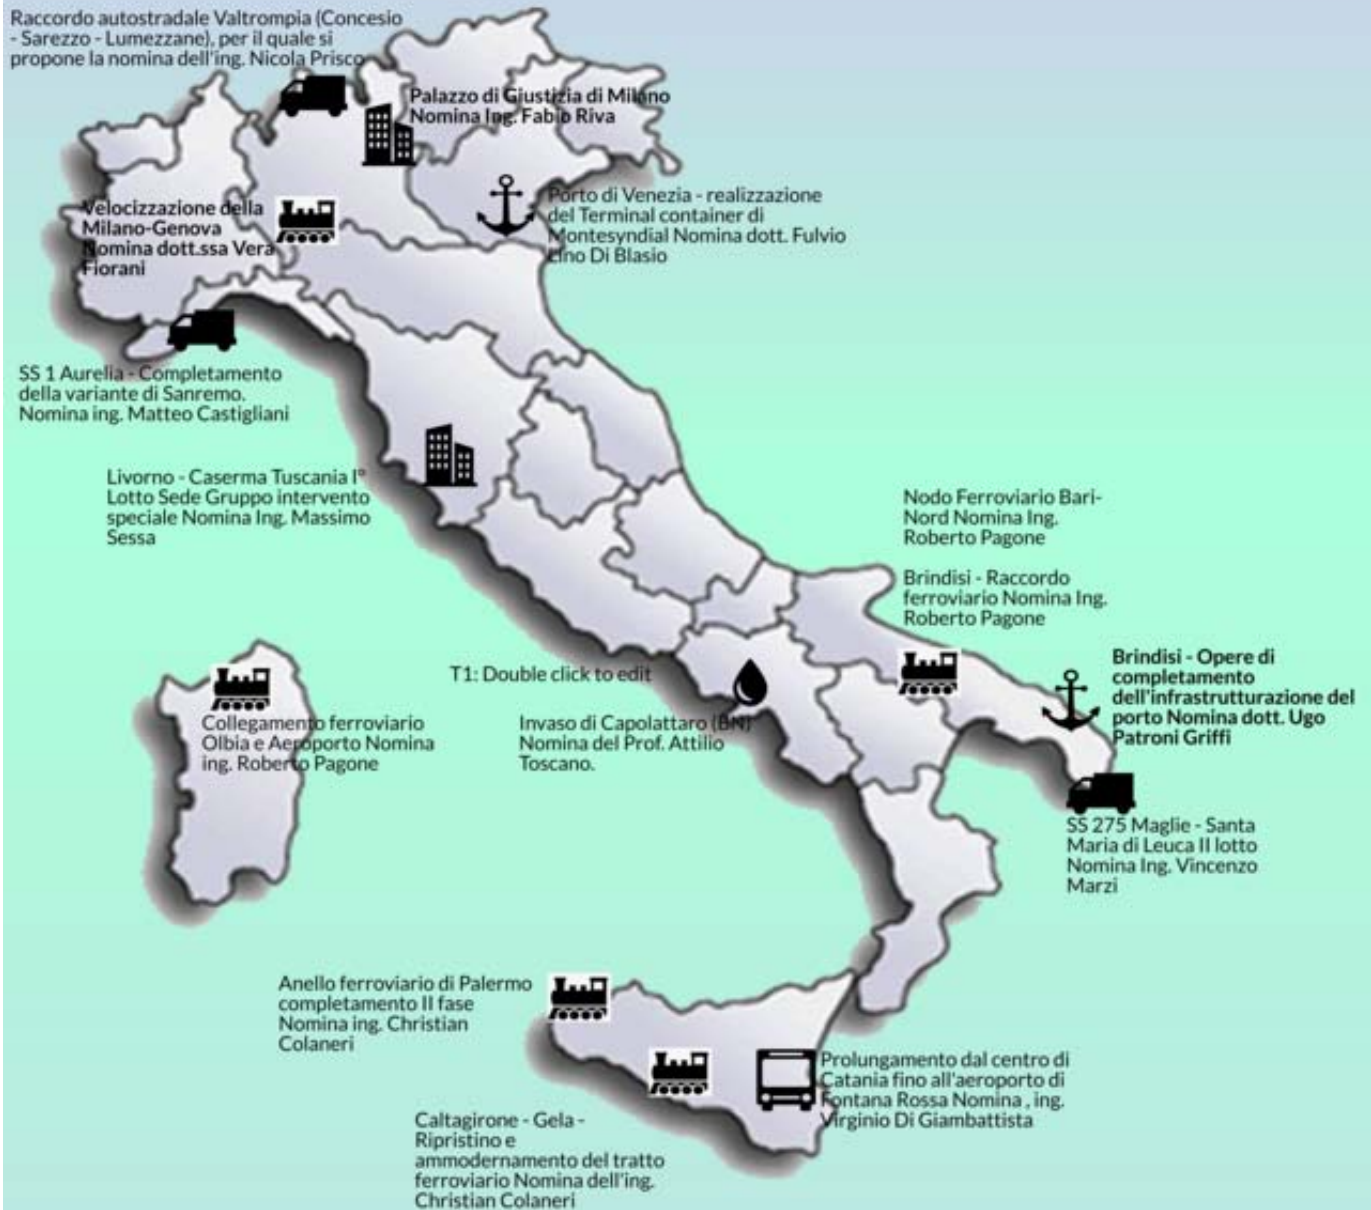 Raccordo autostradale Valtrompia (Concesio
- Sarezzo - Lumezzane), per il quale si
propone la nomina dell'ing. Nicola Prisco
Palazzo di Giustizia di Milano
Nomina Ing. Fabio Riva
Velocizzazione della
Milano-Genova
Nomina dott.ssa Vera
Fiorani
Porto di Venezia - realizzazione
del Terminal container di
Montesyndial Nomina dott. Fulvio
Lino Di Blasio
SS 1 Aurelia - Completamento
della variante di Sanremo.
Nomina ing. Matteo Castigliani
Livorno - Caserma Tuscania I°
Lotto Sede Gruppo intervento
speciale Nomina Ing. Massimo
Sessa
Nodo Ferroviario Bari-
Nord Nomina Ing.
Roberto Pagone
Brindisi - Raccordo
ferroviario Nomina Ing.
Roberto Pagone
Brindisi - Opere di
completamento
dell'infrastrutturazione del
porto Nomina dott. Ugo
Patroni Griffi
T1: Double click to edit
Collegamento ferroviario
Olbia e Aeroporto Nomina
ing. Roberto Pagone
Invaso di Capolattaro (BN)
Nomina del Prof. Attilio
Toscano.
SS 275 Maglie - Santa
Maria di Leuca II lotto
Nomina Ing. Vincenzo
Marzi
Anello ferroviario di Palermo
completamento II fase
Nomina ing. Christian
Colaneri
Prolungamento dal centro di
Catania fino all'aeroporto di
Fontana Rossa Nomina , ing.
Virginio Di Giambattista
Caltagirone - Gela -
Ripristino e
ammodernamento del tratto
ferroviario Nomina dell'ing.
Christian Colaneri